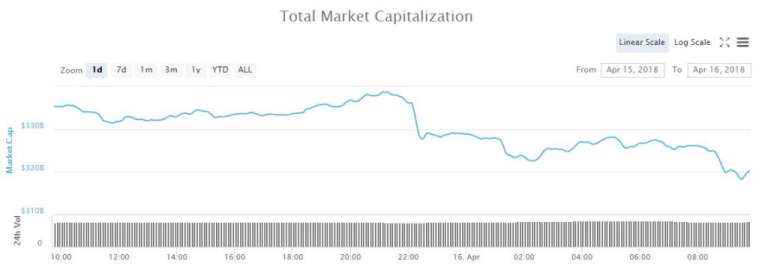 Total Market Capitalization
Linear Scale Log Scale
Zoom 1d 7d 1m 3m 1y YTD ALL From Apr 15, 2018 To Apr 16, 2018
Market Cap
$330B
$320B
$310B
24h Vol
0
10:00 12:00 14:00 16:00 18:00 20:00 22:00 16. Apr 02:00 04:00 06:00 08:00